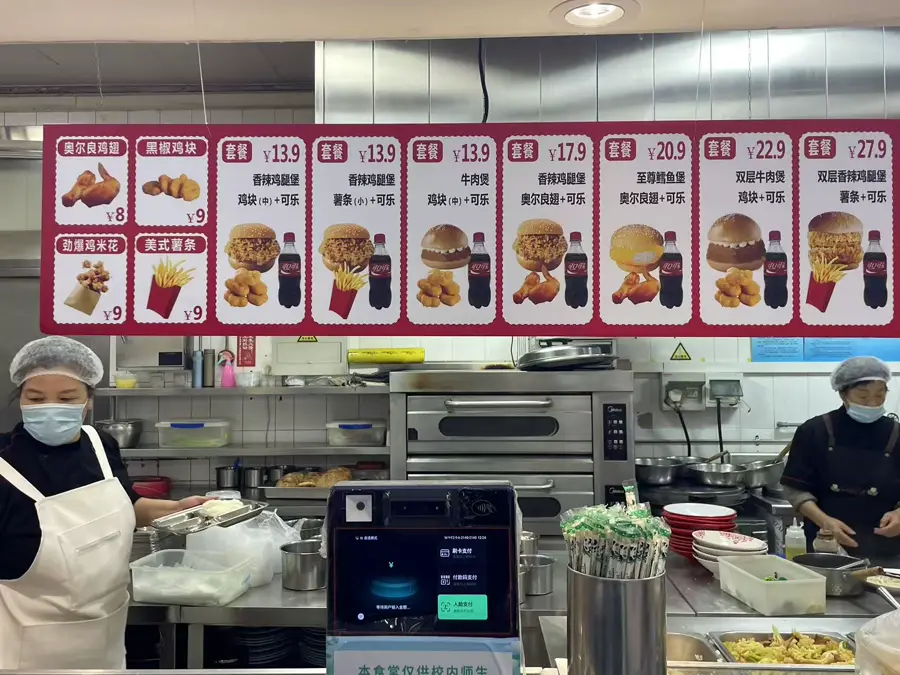 奥尔良鸡翅
¥8
黑椒鸡块
¥9
劲爆鸡米花
¥9
美式薯条
¥9
套餐 ¥13.9
香辣鸡腿堡
鸡块(中)+可乐
套餐 ¥13.9
香辣鸡腿堡
薯条(小)+可乐
套餐 ¥13.9
牛肉煲
鸡块(中)+可乐
套餐 ¥17.9
香辣鸡腿堡
奥尔良翅+可乐
套餐 ¥20.9
至尊鳕鱼煲
奥尔良翅+可乐
套餐 ¥22.9
双层牛肉煲
鸡块+可乐
套餐 ¥27.9
双层香辣鸡腿堡
薯条+可乐
Midea
¥
刷卡支付
付款码支付
人脸支付
本食堂仅供校内师生